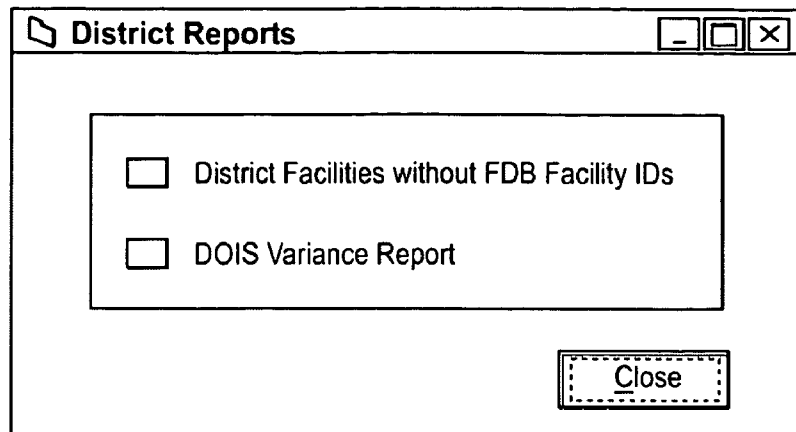 District Reports
District Facilities without FDB Facility IDs
DOIS Variance Report
Close